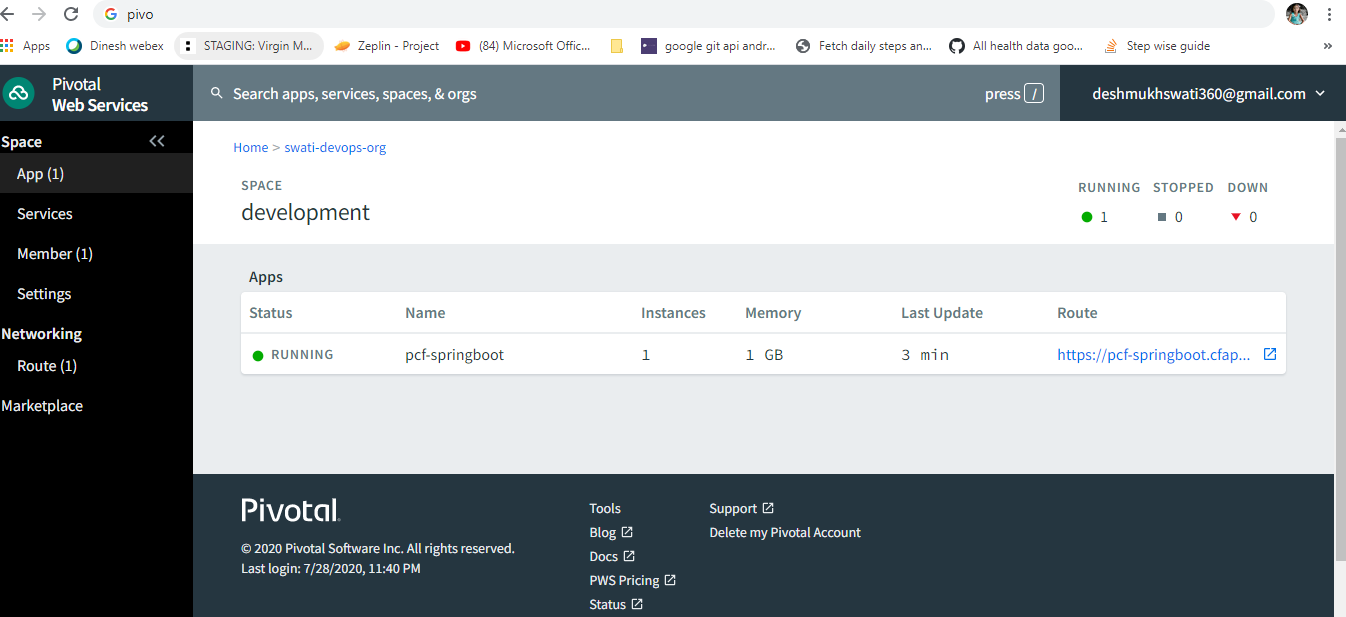 pivo
Apps Dinesh webex STAGING: Virgin M... Zeplin - Project (84) Microsoft Offic... google git api andr... Fetch daily steps an... All health data goo... Step wise guide »
Pivotal
Web Services
Search apps, services, spaces, & orgs press / deshmukhswati360@gmail.com
Space
App (1)
Services
Member (1)
Settings
Networking
Route (1)
Marketplace
Home > swati-devops-org
SPACE
development
RUNNING STOPPED DOWN
1 0 0
Apps
Status Name Instances Memory Last Update Route
RUNNING pcf-springboot 1 1 GB 3 min https://pcf-springboot.cfap...
Pivotal.
© 2020 Pivotal Software Inc. All rights reserved.
Last login: 7/28/2020, 11:40 PM
Tools
Blog
Docs
PWS Pricing
Status
Support
Delete my Pivotal Account